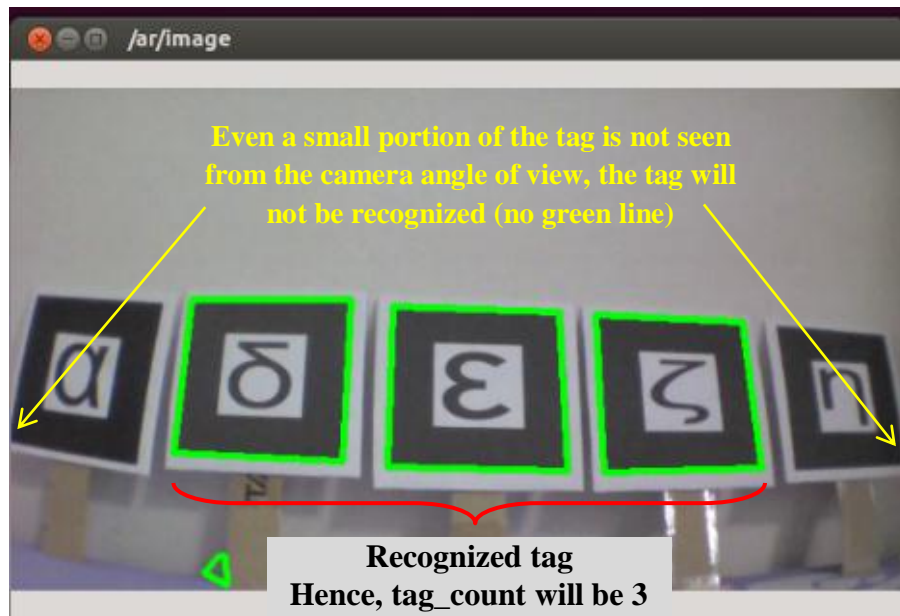 /ar/image
Even a small portion of the tag is not seen
from the camera angle of view, the tag will
not be recognized (no green line)
α δ ε ζ η
Recognized tag
Hence, tag_count will be 3